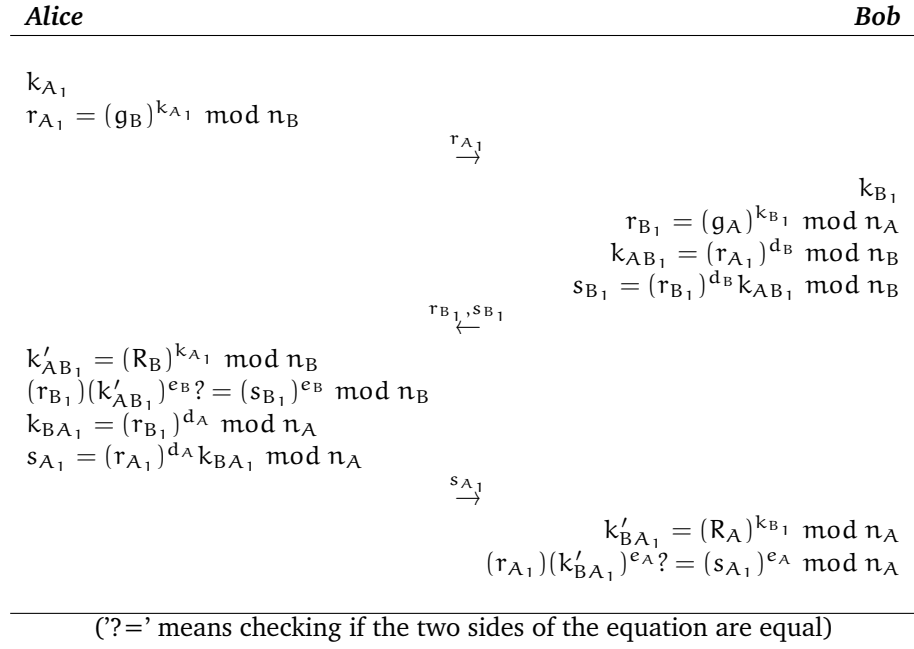 Alice Bob
k_{A_1}
r_{A_1} = (g_B)^{k_{A_1}} mod n_B
r_{A_1}
→
k_{B_1}
r_{B_1} = (g_A)^{k_{B_1}} mod n_A
k_{AB_1} = (r_{A_1})^{d_B} mod n_B
s_{B_1} = (r_{B_1})^{d_B} k_{AB_1} mod n_B
r_{B_1}, s_{B_1}
←
k'_{AB_1} = (R_B)^{k_{A_1}} mod n_B
(r_{B_1})(k'_{AB_1})^{e_B} ? = (s_{B_1})^{e_B} mod n_B
k_{BA_1} = (r_{B_1})^{d_A} mod n_A
s_{A_1} = (r_{A_1})^{d_A} k_{BA_1} mod n_A
s_{A_1}
→
k'_{BA_1} = (R_A)^{k_{B_1}} mod n_A
(r_{A_1})(k'_{BA_1})^{e_A} ? = (s_{A_1})^{e_A} mod n_A
('?=' means checking if the two sides of the equation are equal)